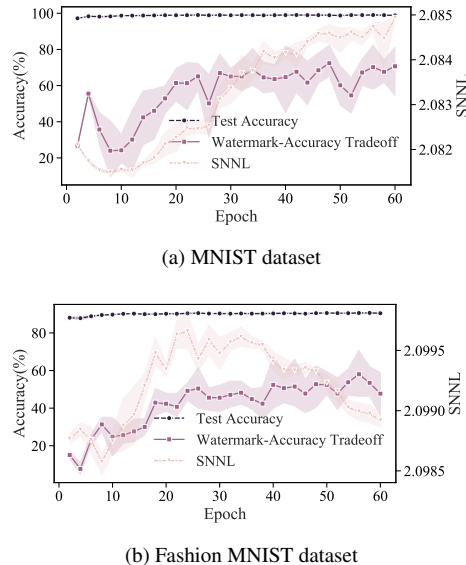 100
80
60
40
20
0
10
20
30
40
50
60
2.085
2.084
2.083
2.082
Accuracy(%)
SNNL
Test Accuracy
Watermark-Accuracy Tradeoff
SNNL
Epoch
(a) MNIST dataset
80
60
40
20
0
10
20
30
40
50
60
2.0995
2.0990
2.0985
Accuracy(%)
SNNL
Test Accuracy
Watermark-Accuracy Tradeoff
SNNL
Epoch
(b) Fashion MNIST dataset